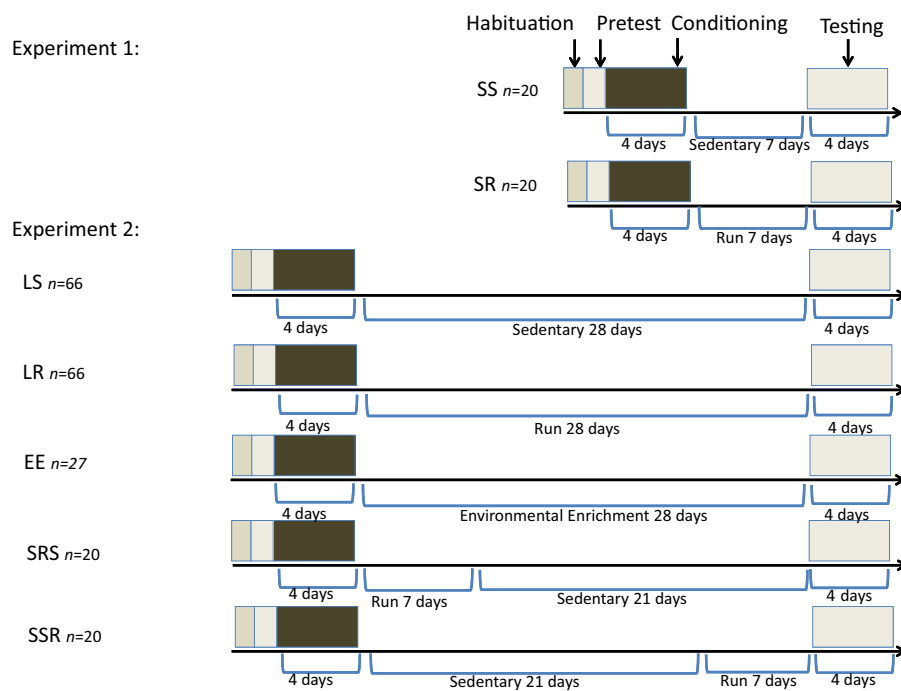 Experiment 1:
Habituation Pretest Conditioning Testing
SS n=20
4 days Sedentary 7 days 4 days
SR n=20
4 days Run 7 days 4 days
Experiment 2:
LS n=66
4 days Sedentary 28 days 4 days
LR n=66
4 days Run 28 days 4 days
EE n=27
4 days Environmental Enrichment 28 days 4 days
SRS n=20
4 days Run 7 days Sedentary 21 days 4 days
SSR n=20
4 days Sedentary 21 days Run 7 days 4 days